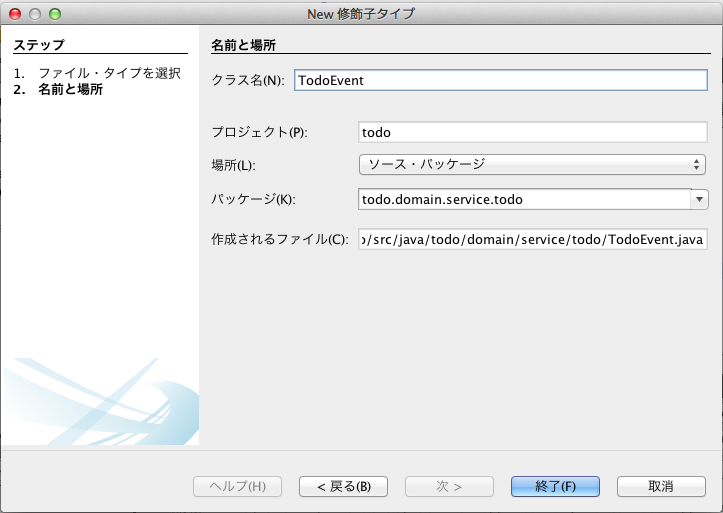 New 修飾子タイプ
ステップ
1. ファイル・タイプを選択
2. 名前と場所
名前と場所
クラス名(N): TodoEvent
プロジェクト(P): todo
場所(L): ソース・パッケージ
パッケージ(K): todo.domain.service.todo
作成されるファイル(C): /src/java/todo/domain/service/todo/TodoEvent.java
ヘルプ(H) < 戻る(B) 次 > 終了(F) 取消